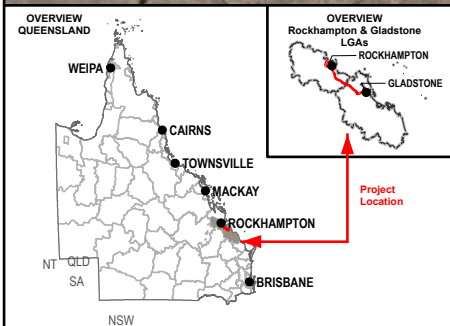 OVERVIEW
QUEENSLAND
WEIPA
CAIRNS
TOWNSVILLE
MACKAY
ROCKHAMPTON
BRISBANE
NT
QLD
SA
NSW
OVERVIEW
Rockhampton & Gladstone
LGAs
ROCKHAMPTON
GLADSTONE
Project
Location